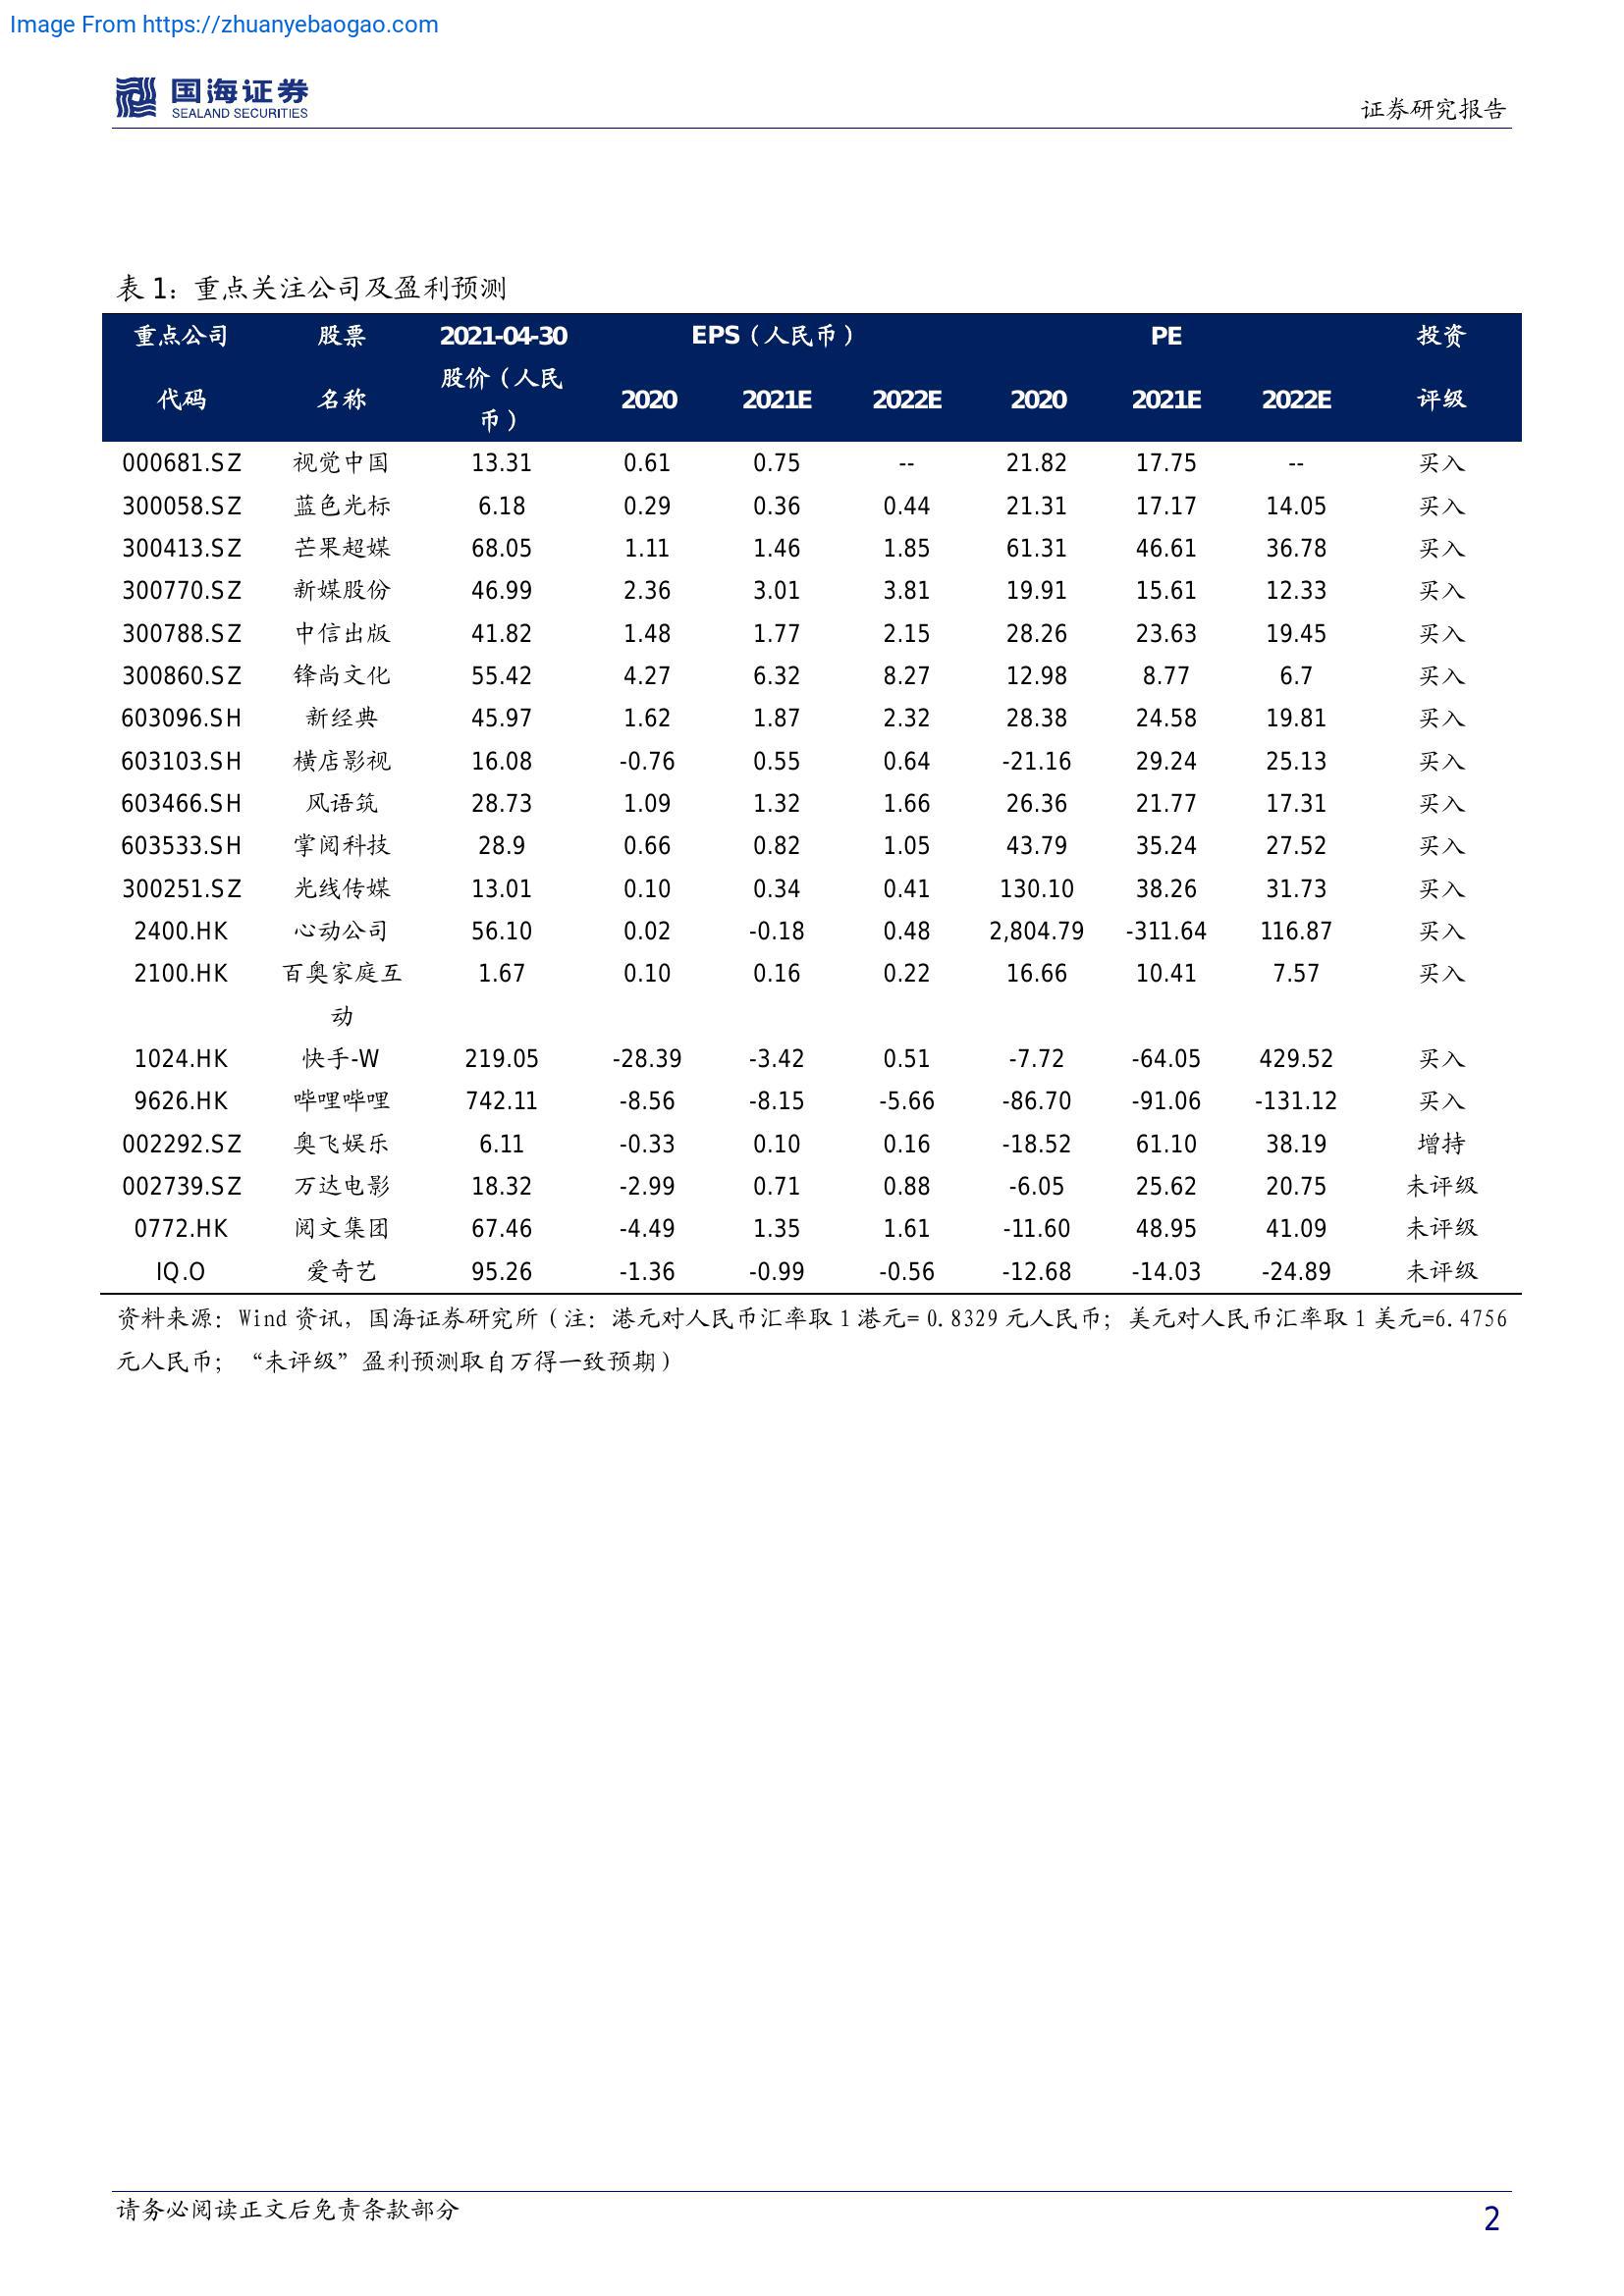 Image From https://zhuanyebaogao.com
国海证券
SEALAND SECURITIES
证券研究报告
表 1：重点关注公司及盈利预测
重点公司 股票 2021-04-30 EPS（人民币） PE 投资
代码 名称 股价（人民币） 2020 2021E 2022E 2020 2021E 2022E 评级
000681.SZ 视觉中国 13.31 0.61 0.75 -- 21.82 17.75 -- 买入
300058.SZ 蓝色光标 6.18 0.29 0.36 0.44 21.31 17.17 14.05 买入
300413.SZ 芒果超媒 68.05 1.11 1.46 1.85 61.31 46.61 36.78 买入
300770.SZ 新媒股份 46.99 2.36 3.01 3.81 19.91 15.61 12.33 买入
300788.SZ 中信出版 41.82 1.48 1.77 2.15 28.26 23.63 19.45 买入
300860.SZ 锋尚文化 55.42 4.27 6.32 8.27 12.98 8.77 6.7 买入
603096.SH 新经典 45.97 1.62 1.87 2.32 28.38 24.58 19.81 买入
603103.SH 横店影视 16.08 -0.76 0.55 0.64 -21.16 29.24 25.13 买入
603466.SH 风语筑 28.73 1.09 1.32 1.66 26.36 21.77 17.31 买入
603533.SH 掌阅科技 28.9 0.66 0.82 1.05 43.79 35.24 27.52 买入
300251.SZ 光线传媒 13.01 0.10 0.34 0.41 130.10 38.26 31.73 买入
2400.HK 心动公司 56.10 0.02 -0.18 0.48 2,804.79 -311.64 116.87 买入
2100.HK 百奥家庭互 1.67 0.10 0.16 0.22 16.66 10.41 7.57 买入
动
1024.HK 快手-W 219.05 -28.39 -3.42 0.51 -7.72 -64.05 429.52 买入
9626.HK 哔哩哔哩 742.11 -8.56 -8.15 -5.66 -86.70 -91.06 -131.12 买入
002292.SZ 奥飞娱乐 6.11 -0.33 0.10 0.16 -18.52 61.10 38.19 增持
002739.SZ 万达电影 18.32 -2.99 0.71 0.88 -6.05 25.62 20.75 未评级
0772.HK 阅文集团 67.46 -4.49 1.35 1.61 -11.60 48.95 41.09 未评级
IQ.O 爱奇艺 95.26 -1.36 -0.99 -0.56 -12.68 -14.03 -24.89 未评级
资料来源：Wind 资讯，国海证券研究所（注：港元对人民币汇率取 1 港元= 0.8329 元人民币；美元对人民币汇率取 1 美元=6.4756
元人民币；“未评级”盈利预测取自万得一致预期）
请务必阅读正文后免责条款部分
2